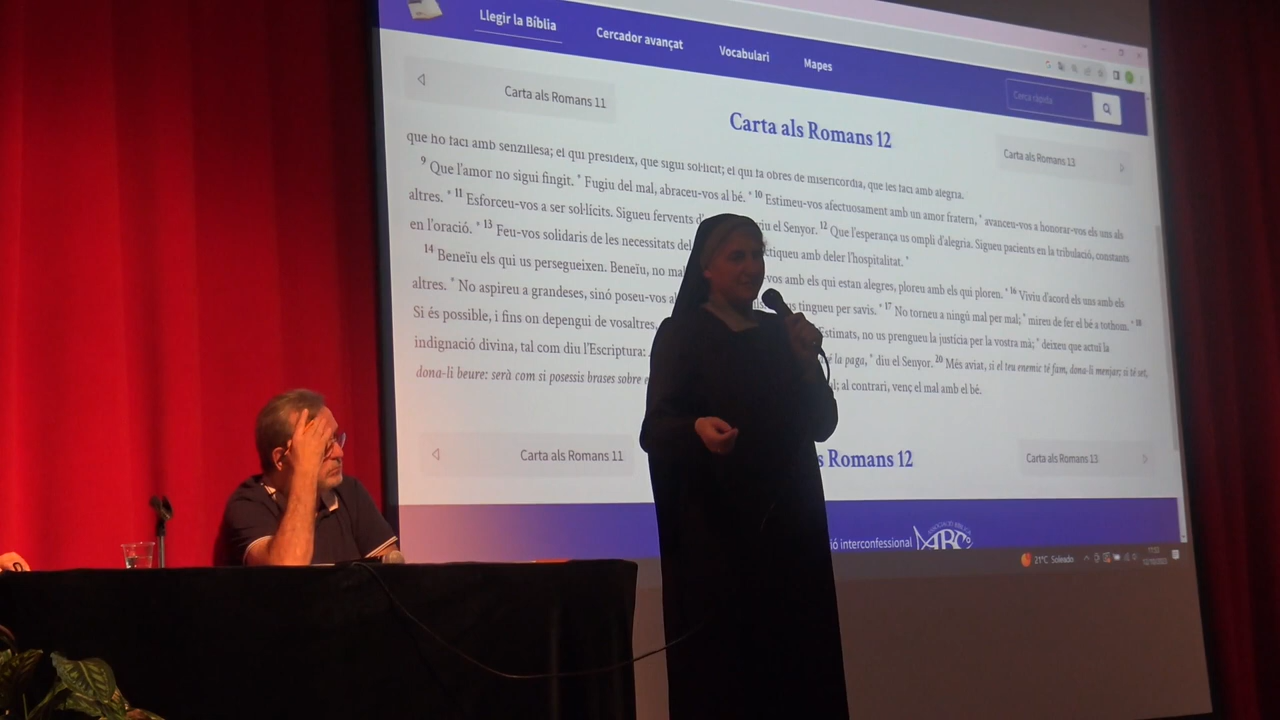 Llegir la Bíblia
Cercador avançat
Vocabulari
Mapes
Cerca ràpida
Carta als Romans 11
Carta als Romans 12
Carta als Romans 13
que ho faci amb senzillesa; el qui presideix, que sigui sol·lícit; el qui fa obres de misericòrdia, que les faci amb alegria.
9 Que l'amor no sigui fingit. * Fugiu del mal, abraceu-vos al bé. * 10 Estimeu-vos afectuosament amb un amor fratern, * avanceu-vos a honorar-vos els uns als
altres. * 11 Esforceu-vos a ser sol·lícits. Sigueu fervents d' viu el Senyor. 12 Que l'esperança us ompli d'alegria. Sigueu pacients en la tribulació, constants
en l'oració. * 13 Feu-vos solidaris de les necessitats del ctiqueu amb deler l'hospitalitat. *
14 Beneïu els qui us persegueixen. Beneïu, no mal -vos amb els qui estan alegres, ploreu amb els qui ploren. * 16 Viviu d'acord els uns amb els
altres. * No aspireu a grandeses, sinó poseu-vos al us tingueu per savis. * 17 No torneu a ningú mal per mal; * mireu de fer el bé a tothom. * 18
Si és possible, i fins on depengui de vosaltres, Estimats, no us prengueu la justícia per la vostra mà; * deixeu que actuï la
indignació divina, tal com diu l'Escriptura: é la paga, * diu el Senyor. 20 Més aviat, si el teu enemic té fam, dona-li menjar; si té set,
dona-li beure: serà com si posessis brases sobre al; al contrari, venç el mal amb el bé.
Carta als Romans 11
s Romans 12
Carta als Romans 13
ió interconfessional
21°C Soleado